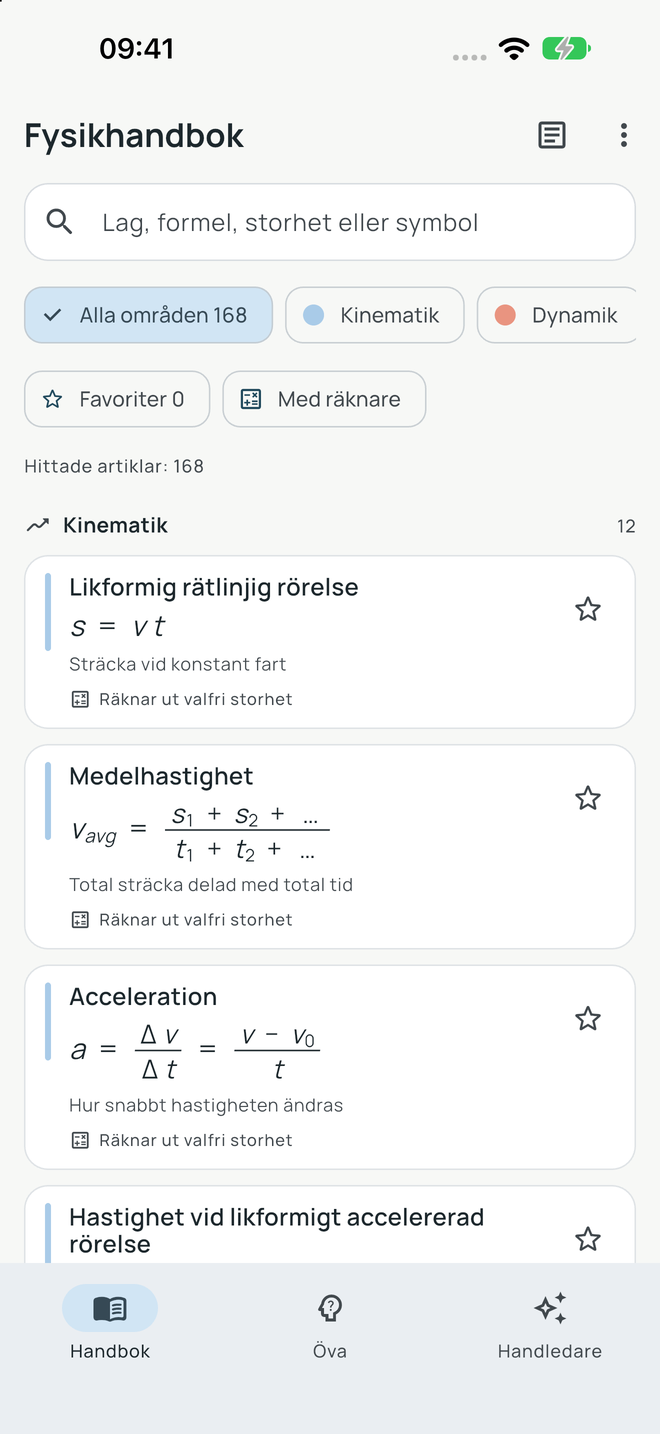 09:41
Fysikhandbok
Lag, formel, storhet eller symbol
Alla områden 168
Kinematik
Dynamik
Favoriter 0
Med räknare
Hittade artiklar: 168
Kinematik
12
Likformig rätlinjig rörelse
s = v t
Sträcka vid konstant fart
Räknar ut valfri storhet
Medelhastighet
v_avg = (s₁ + s₂ + ...) / (t₁ + t₂ + ...)
Total sträcka delad med total tid
Räknar ut valfri storhet
Acceleration
a = Δ v / Δ t = (v − v₀) / t
Hur snabbt hastigheten ändras
Räknar ut valfri storhet
Hastighet vid likformigt accelererad
rörelse
Handbok
Öva
Handledare